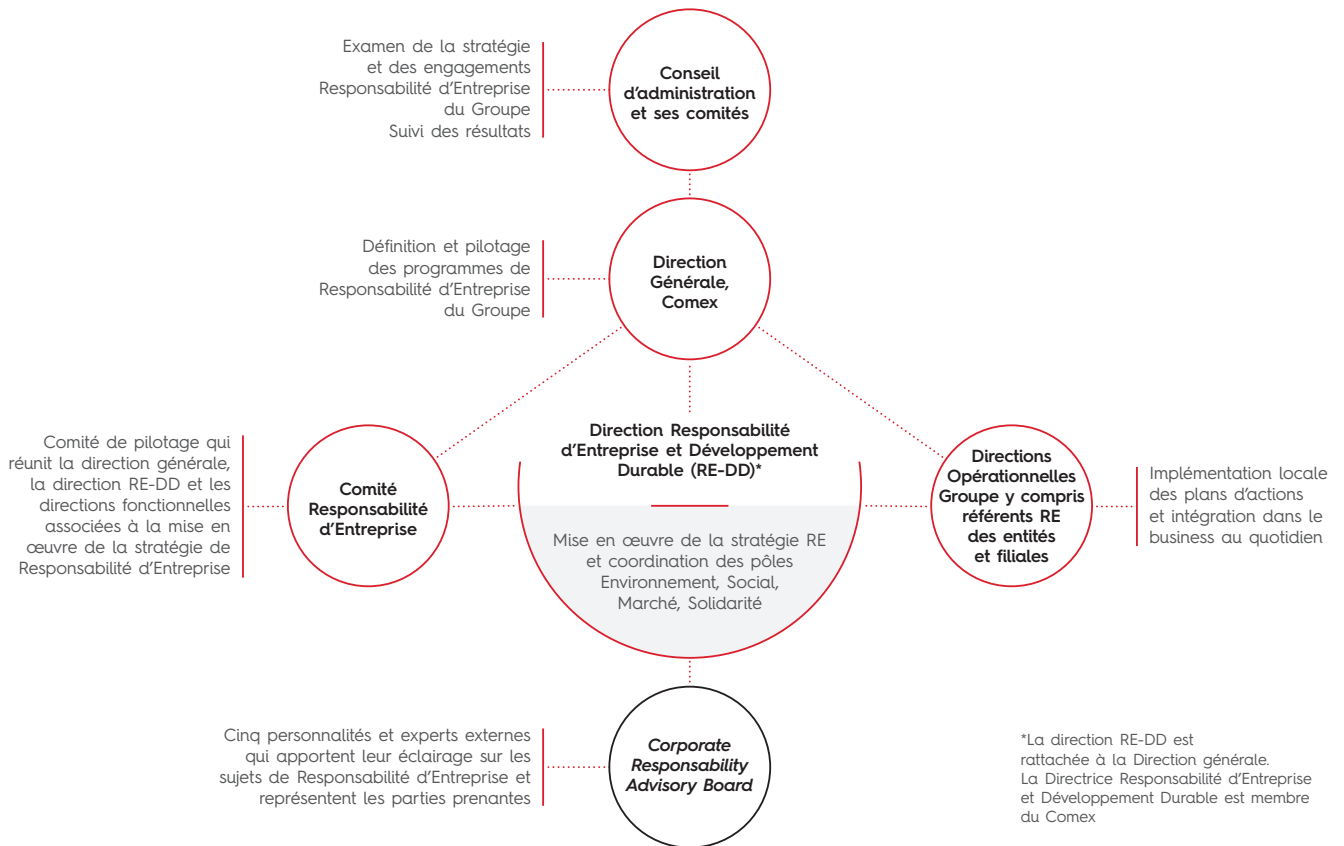 Examen de la stratégie
et des engagements
Responsabilité d'Entreprise
du Groupe
Suivi des résultats
Conseil
d'administration
et ses comités
Définition et pilotage
des programmes de
Responsabilité d'Entreprise
du Groupe
Direction
Générale,
Comex
Comité de pilotage qui
réunit la direction générale,
la direction RE-DD et les
directions fonctionnelles
associées à la mise en
œuvre de la stratégie de
Responsabilité d'Entreprise
Comité
Responsabilité
d'Entreprise
Direction Responsabilité
d'Entreprise et Développement
Durable (RE-DD)*
Mise en œuvre de la stratégie RE
et coordination des pôles
Environnement, Social,
Marché, Solidarité
Directions
Opérationnelles
Groupe y compris
référents RE
des entités
et filiales
Implémentation locale
des plans d'actions
et intégration dans le
business au quotidien
Cinq personnalités et experts externes
qui apportent leur éclairage sur les
sujets de Responsabilité d'Entreprise et
représentent les parties prenantes
Corporate
Responsability
Advisory Board
*La direction RE-DD est
rattachée à la Direction générale.
La Directrice Responsabilité d'Entreprise
et Développement Durable est membre
du Comex